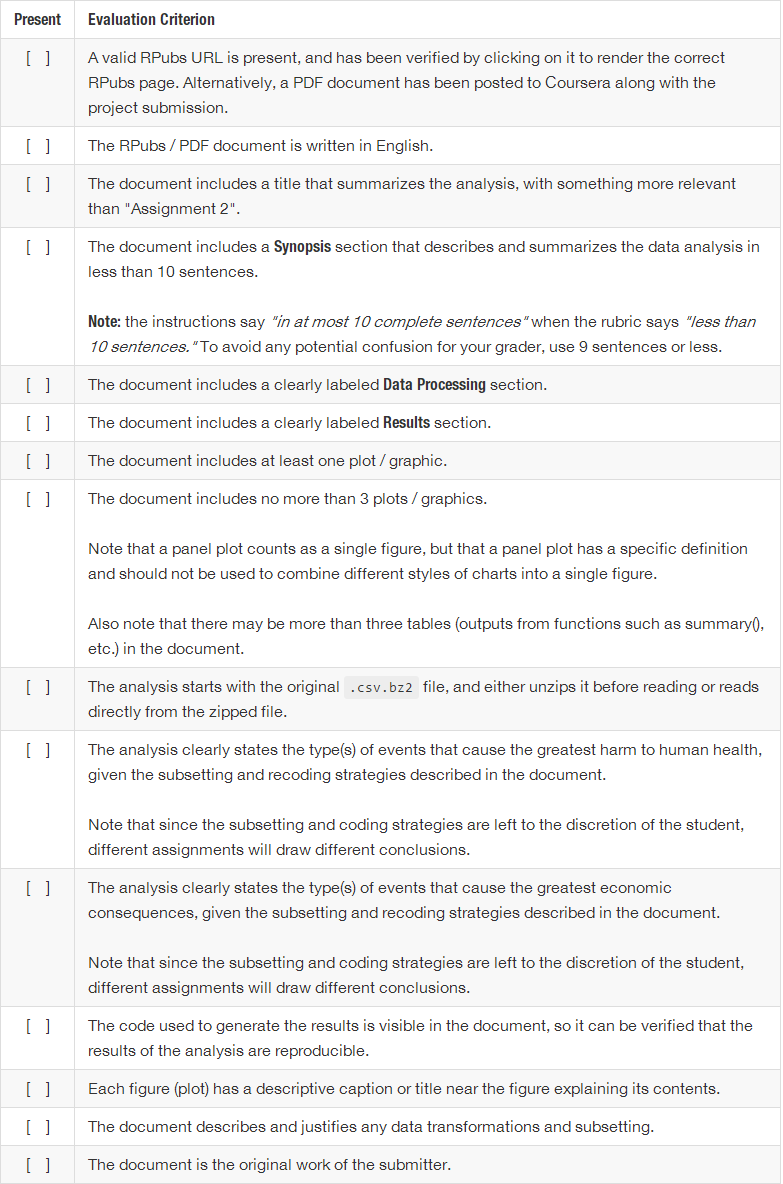 Present Evaluation Criterion
[ ] A valid RPubs URL is present, and has been verified by clicking on it to render the correct
RPubs page. Alternatively, a PDF document has been posted to Coursera along with the
project submission.
[ ] The RPubs / PDF document is written in English.
[ ] The document includes a title that summarizes the analysis, with something more relevant
than "Assignment 2".
[ ] The document includes a Synopsis section that describes and summarizes the data analysis in
less than 10 sentences.
Note: the instructions say "in at most 10 complete sentences" when the rubric says "less than
10 sentences." To avoid any potential confusion for your grader, use 9 sentences or less.
[ ] The document includes a clearly labeled Data Processing section.
[ ] The document includes a clearly labeled Results section.
[ ] The document includes at least one plot / graphic.
[ ] The document includes no more than 3 plots / graphics.
Note that a panel plot counts as a single figure, but that a panel plot has a specific definition
and should not be used to combine different styles of charts into a single figure.
Also note that there may be more than three tables (outputs from functions such as summary(),
etc.) in the document.
[ ] The analysis starts with the original .csv.bz2 file, and either unzips it before reading or reads
directly from the zipped file.
[ ] The analysis clearly states the type(s) of events that cause the greatest harm to human health,
given the subsetting and recoding strategies described in the document.
Note that since the subsetting and coding strategies are left to the discretion of the student,
different assignments will draw different conclusions.
[ ] The analysis clearly states the type(s) of events that cause the greatest economic
consequences, given the subsetting and recoding strategies described in the document.
Note that since the subsetting and coding strategies are left to the discretion of the student,
different assignments will draw different conclusions.
[ ] The code used to generate the results is visible in the document, so it can be verified that the
results of the analysis are reproducible.
[ ] Each figure (plot) has a descriptive caption or title near the figure explaining its contents.
[ ] The document describes and justifies any data transformations and subsetting.
[ ] The document is the original work of the submitter.